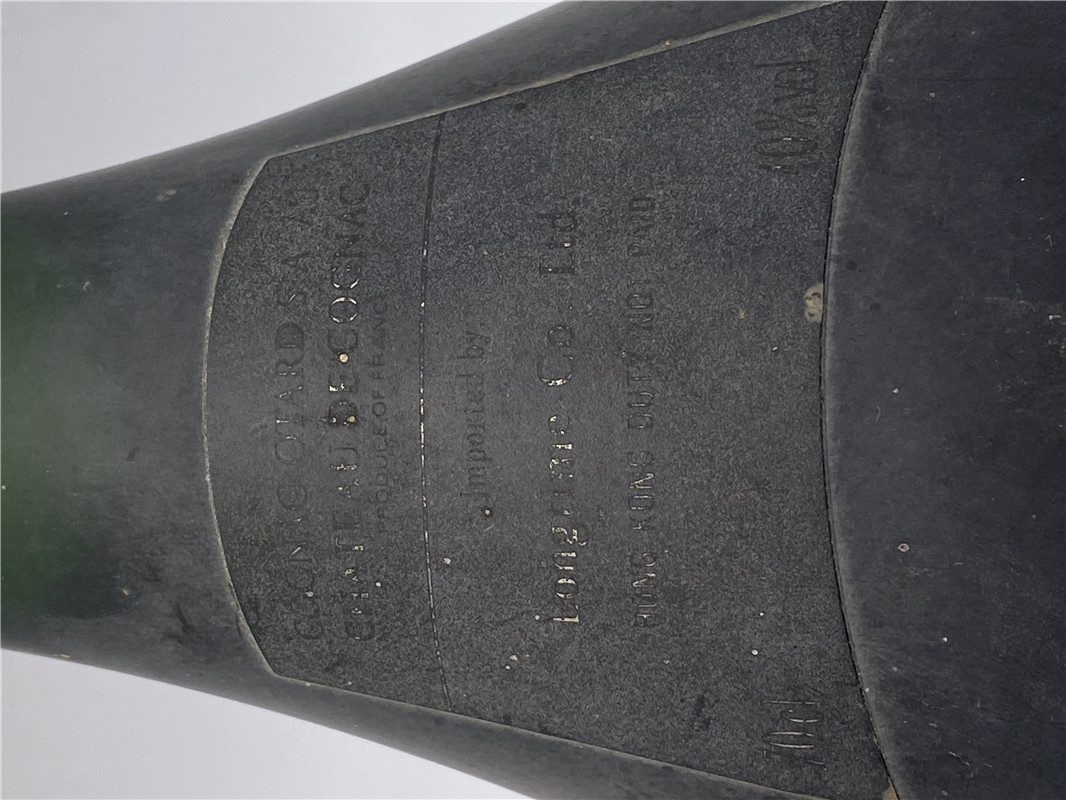 COGNAC OTARD S.A. AU
CHATEAU DE COGNAC
PRODUCE OF FRANCE
Imported by
Longtime Co. Ltd
HONG KONG DUTY NOT PAID
70cl
40%Vol